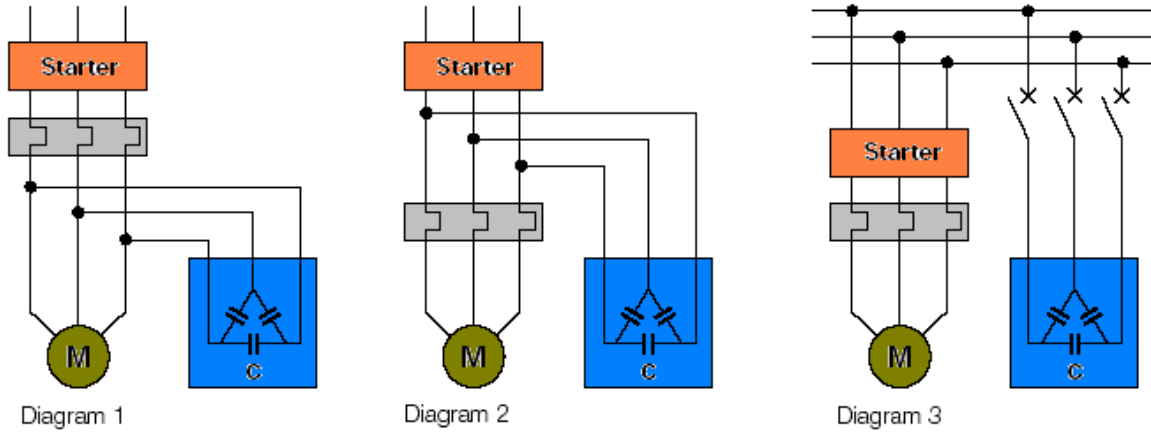 Starter
M
C
Diagram 1
Starter
M
C
Diagram 2
Starter
M
C
Diagram 3